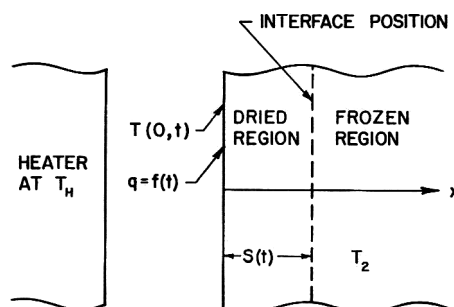 INTERFACE POSITION
T(0,t)
DRIED
REGION
FROZEN
REGION
HEATER
AT T_H
q=f(t)
x
S(t)
T_2